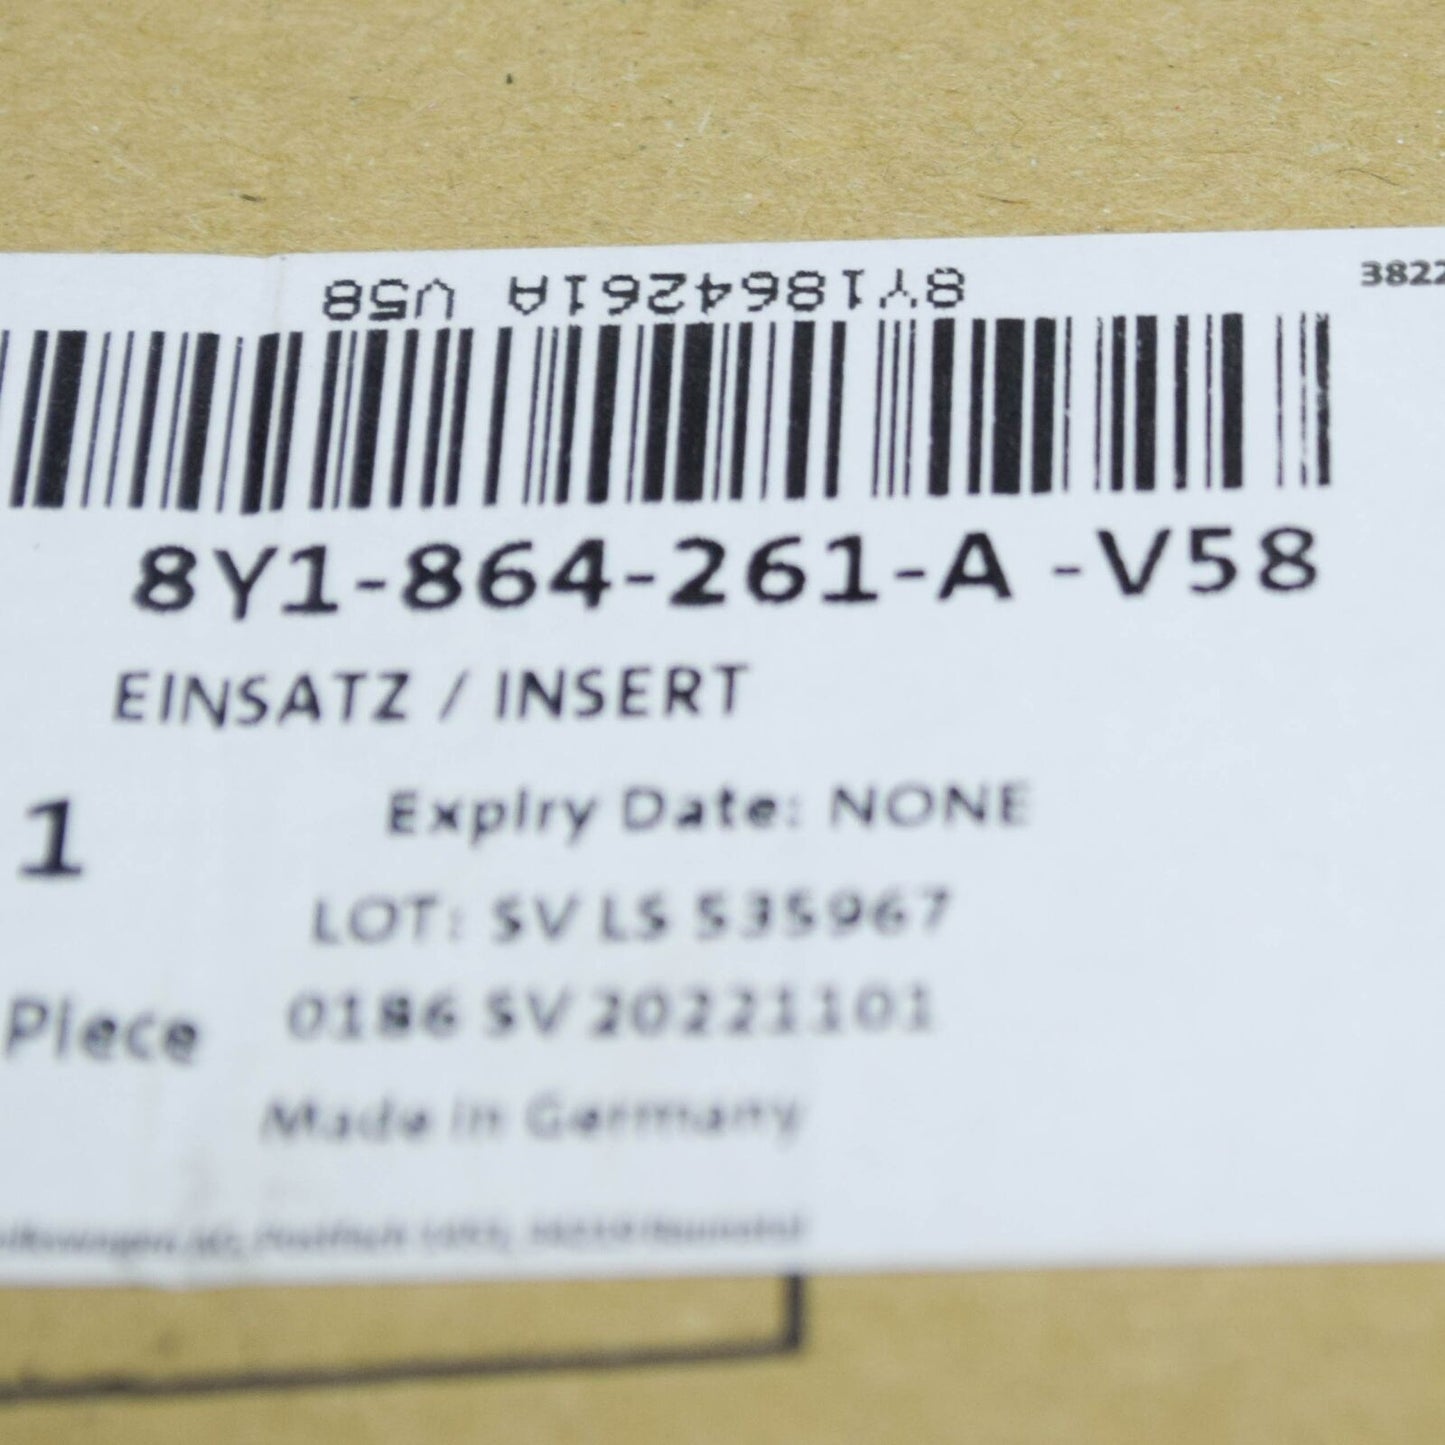 8Y1864261A V58
3822
8Y1-864-261-A -V58
EINSATZ / INSERT
1
Expiry Date: NONE
LOT: SV LS 535967
Piece
0186 SV 20221101
Made in Germany